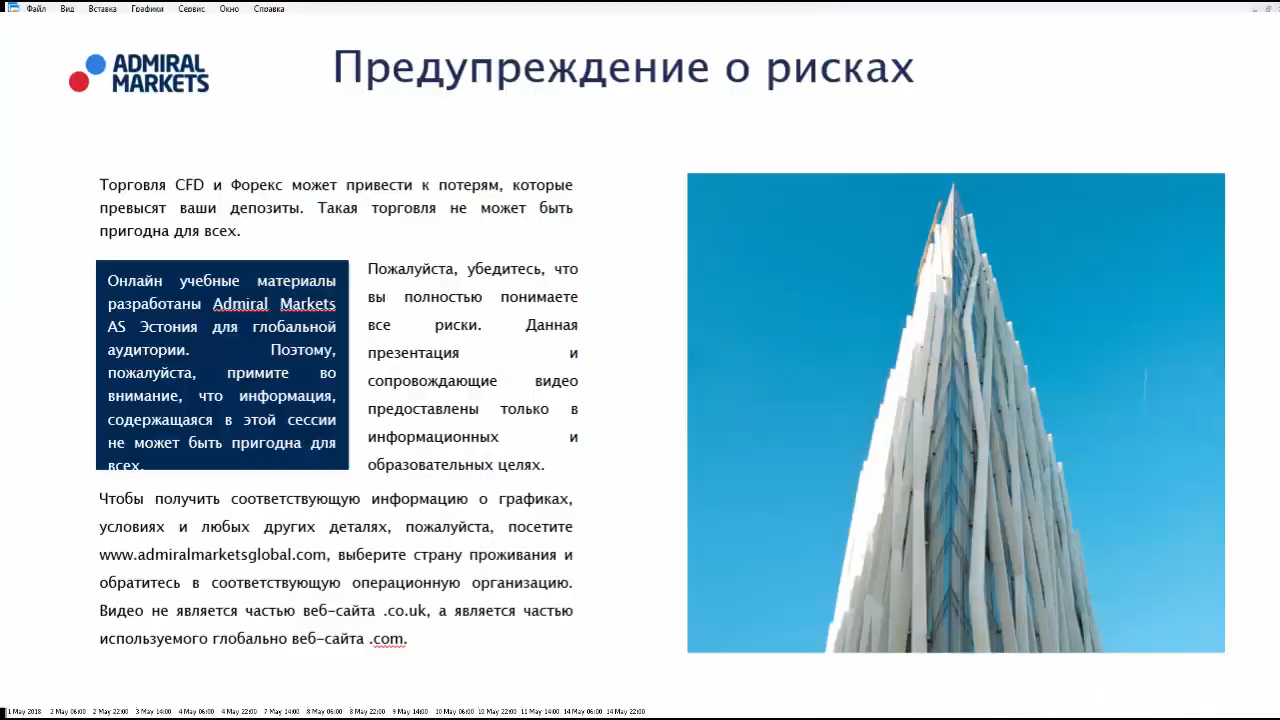 Файл Вид Вставка Графики Сервис Окно Справка
ADMIRAL
MARKETS
Предупреждение о рисках
Торговля CFD и Форекс может привести к потерям, которые
превысят ваши депозиты. Такая торговля не может быть
пригодна для всех.
Онлайн учебные материалы
разработаны Admiral Markets
AS Эстония для глобальной
аудитории. Поэтому,
пожалуйста, примите во
внимание, что информация,
содержащаяся в этой сессии
не может быть пригодна для
всех.
Пожалуйста, убедитесь, что
вы полностью понимаете
все риски. Данная
презентация и
сопровождающие видео
предоставлены только в
информационных и
образовательных целях.
Чтобы получить соответствующую информацию о графиках,
условиях и любых других деталях, пожалуйста, посетите
www.admiralmarketsglobal.com, выберите страну проживания и
обратитесь в соответствующую операционную организацию.
Видео не является частью веб-сайта .co.uk, а является частью
используемого глобально веб-сайта .com.
1 May 2018 2 May 06:00 2 May 22:00 3 May 14:00 4 May 06:00 4 May 22:00 7 May 14:00 8 May 06:00 8 May 22:00 9 May 14:00 10 May 06:00 10 May 22:00 11 May 14:00 14 May 06:00 14 May 22:00